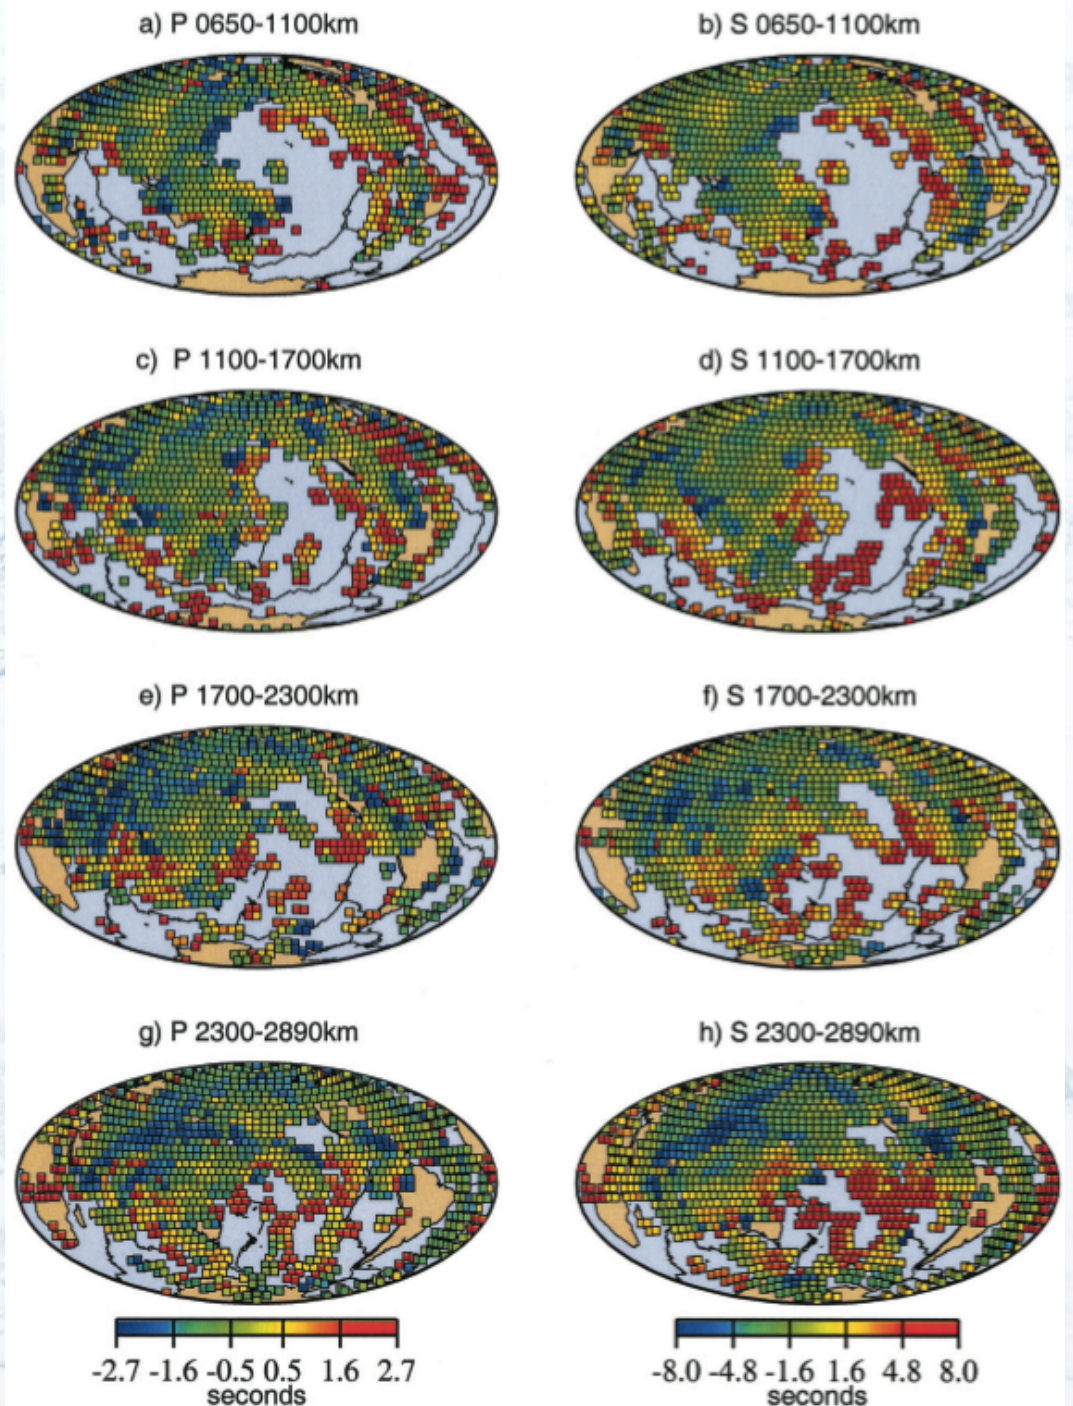 a) P 0650-1100km
b) S 0650-1100km
c) P 1100-1700km
d) S 1100-1700km
e) P 1700-2300km
f) S 1700-2300km
g) P 2300-2890km
h) S 2300-2890km
-2.7 -1.6 -0.5 0.5 1.6 2.7
seconds
-8.0 -4.8 -1.6 1.6 4.8 8.0
seconds